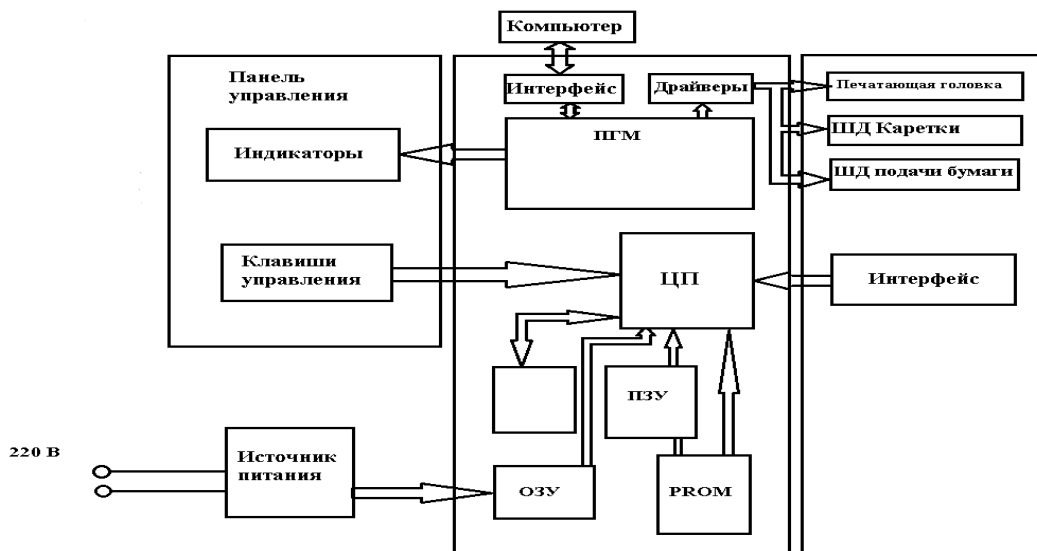 Компьютер
Панель
управления
Интерфейс
Драйверы
Печатающая головка
ПГМ
ШД Каретки
Индикаторы
ШД подачи бумаги
Клавиши
управления
ЦП
Интерфейс
ПЗУ
220 В
Источник
питания
ОЗУ
PROM